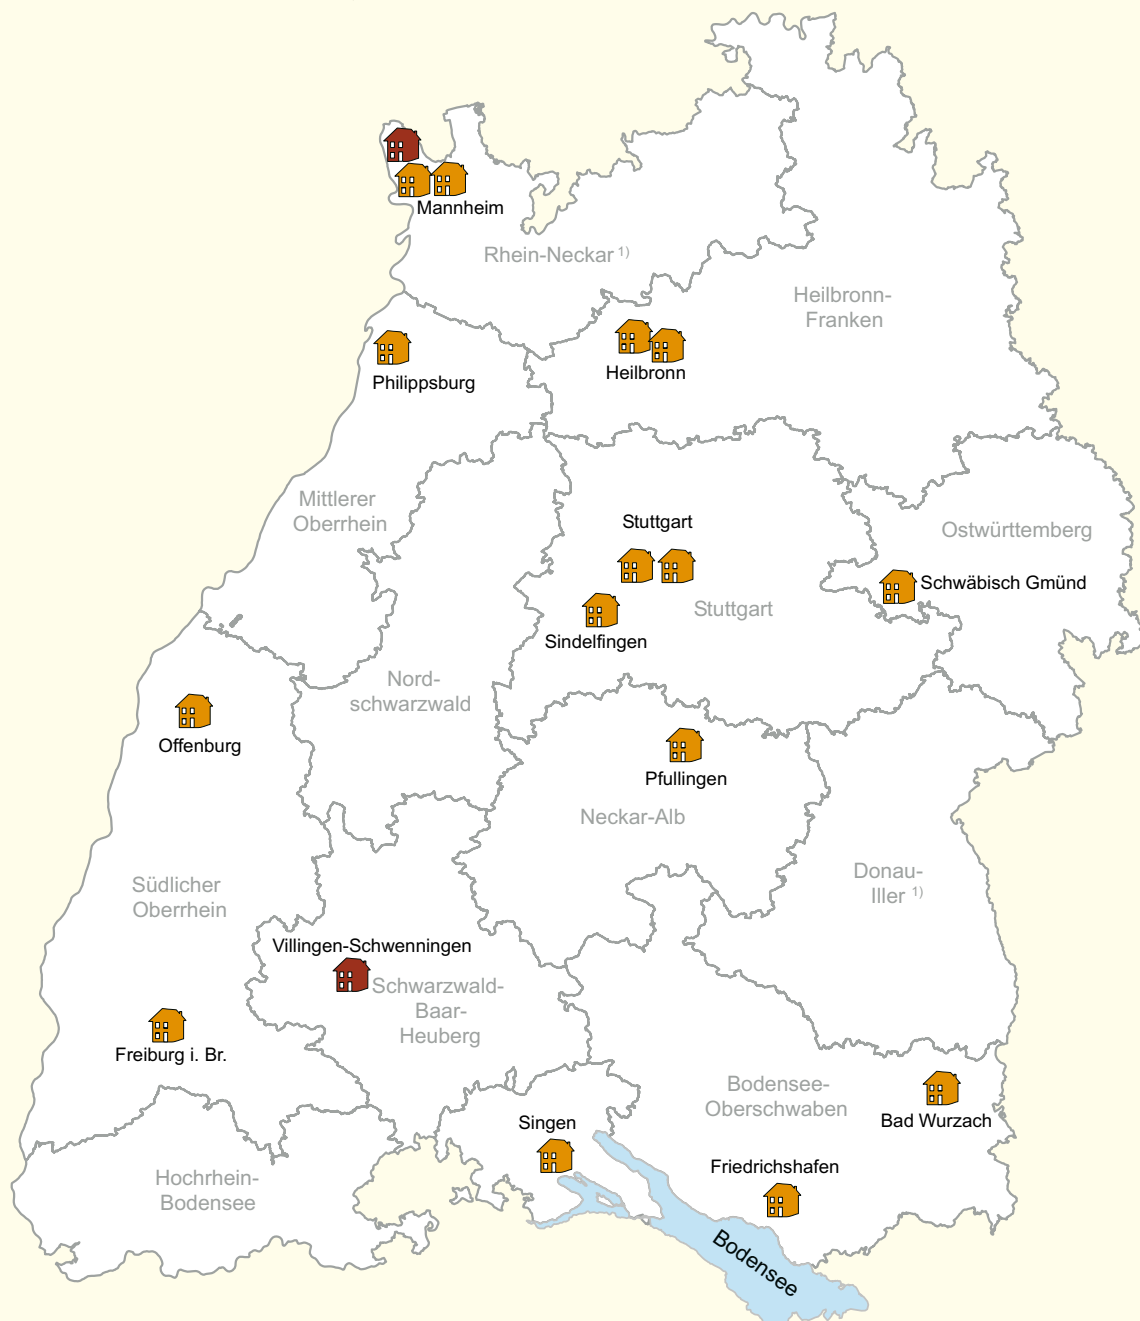 Mannheim
Rhein-Neckar 1)
Heilbronn-
Franken
Philippsburg
Heilbronn
Mittlerer
Oberrhein
Stuttgart
Ostwürttemberg
Schwäbisch Gmünd
Stuttgart
Sindelfingen
Nord-
schwarzwald
Offenburg
Pfullingen
Neckar-Alb
Südlicher
Oberrhein
Donau-
Iller 1)
Villingen-Schwenningen
Schwarzwald-
Baar-
Heuberg
Freiburg i. Br.
Bodensee-
Oberschwaben
Bad Wurzach
Singen
Friedrichshafen
Hochrhein-
Bodensee
Bodensee